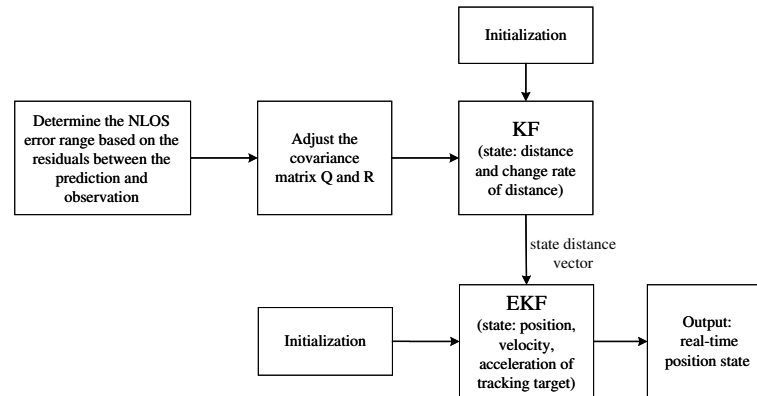 Initialization
Determine the NLOS
error range based on the
residuals between the
prediction and
observation
Adjust the
covariance
matrix Q and R
KF
(state: distance
and change rate
of distance)
state distance
vector
Initialization
EKF
(state: position,
velocity,
acceleration of
tracking target)
Output:
real-time
position state